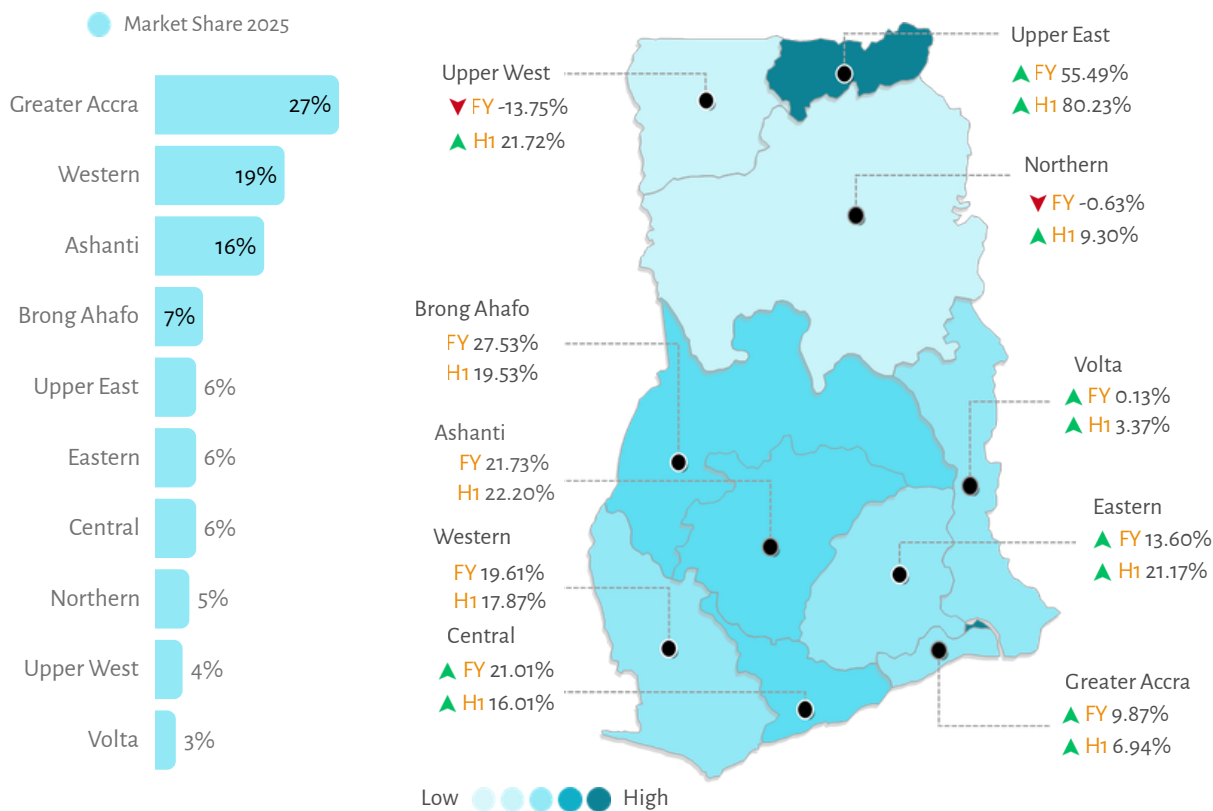 Market Share 2025
Greater Accra 27%
Western 19%
Ashanti 16%
Brong Ahafo 7%
Upper East 6%
Eastern 6%
Central 6%
Northern 5%
Upper West 4%
Volta 3%
Upper West
FY -13.75%
H1 21.72%
Upper East
FY 55.49%
H1 80.23%
Northern
FY -0.63%
H1 9.30%
Brong Ahafo
FY 27.53%
H1 19.53%
Volta
FY 0.13%
H1 3.37%
Ashanti
FY 21.73%
H1 22.20%
Eastern
FY 13.60%
H1 21.17%
Western
FY 19.61%
H1 17.87%
Central
FY 21.01%
H1 16.01%
Greater Accra
FY 9.87%
H1 6.94%
Low High